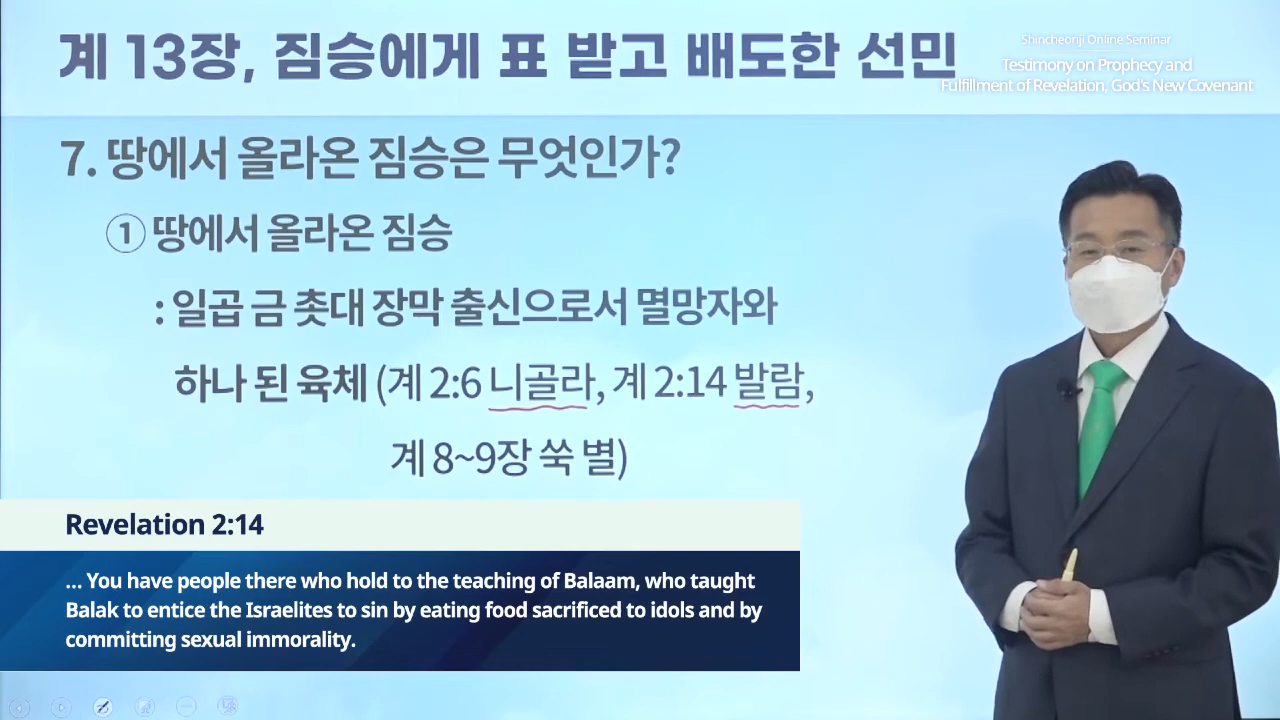 계 13장, 짐승에게 표 받고 배도한 선민
Shincheonji Online Seminar
Testimony on Prophecy and
Fulfillment of Revelation, God's New Covenant
7. 땅에서 올라온 짐승은 무엇인가?
① 땅에서 올라온 짐승
: 일곱 금 촛대 장막 출신으로서 멸망자와
하나 된 육체 (계 2:6 니골라, 계 2:14 발람,
계 8~9장 쑥 별)
Revelation 2:14
... You have people there who hold to the teaching of Balaam, who taught
Balak to entice the Israelites to sin by eating food sacrificed to idols and by
committing sexual immorality.